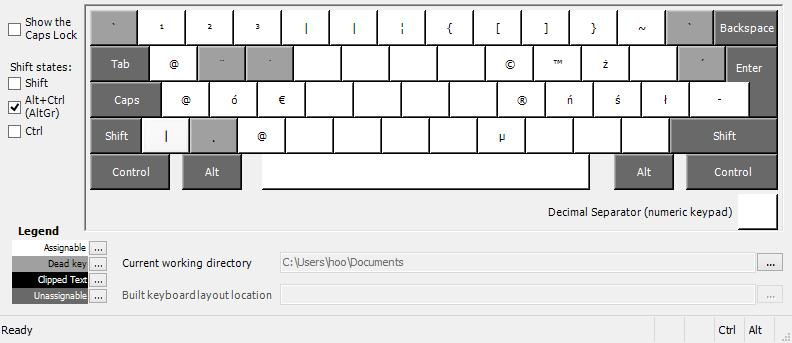 Show the
Caps Lock
Shift states:
Shift
Alt+Ctrl
(AltGr)
Ctrl
` ¹ ² ³ | | ¦ { [ ] } ~ ` Backspace
Tab @ ¨ ˙ © ™ ż ´ Enter
Caps @ ó € ® ń ś ł -
Shift | . @ µ Shift
Control Alt Alt Control
Decimal Separator (numeric keypad)
Legend
Assignable ...
Dead key ...
Clipped Text ...
Unassignable ...
Current working directory C:\Users\hoo\Documents ...
Built keyboard layout location ...
Ready Ctrl Alt